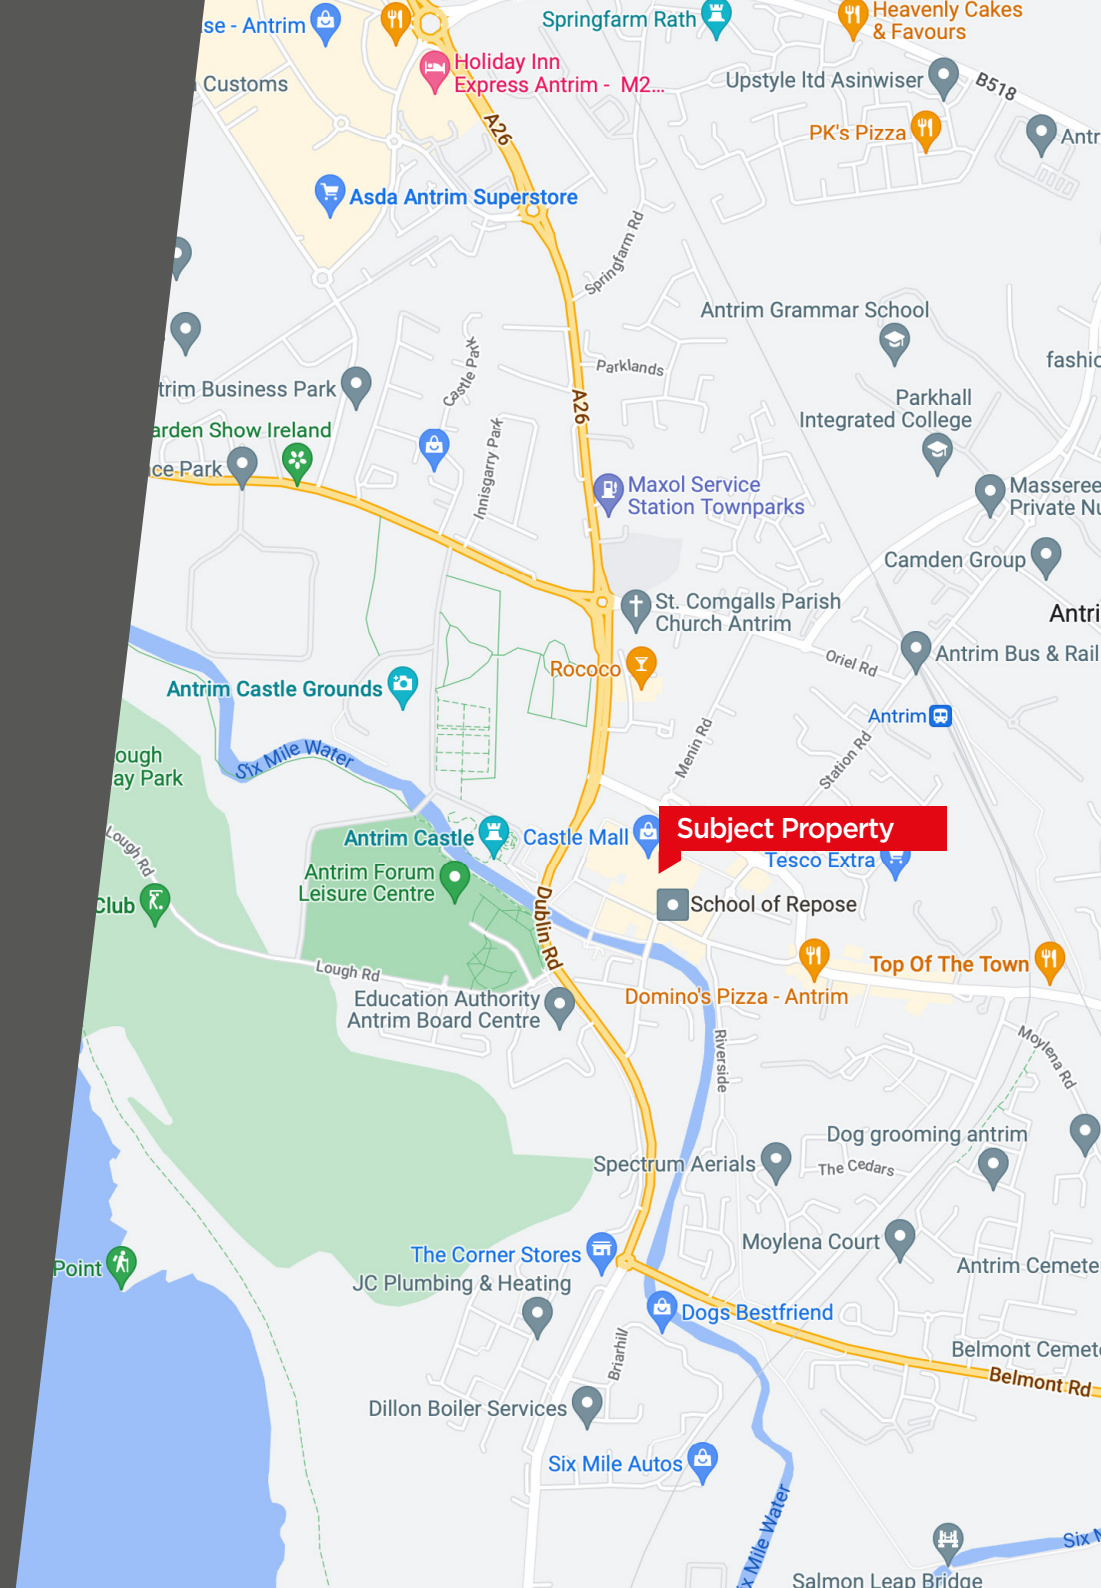 se - Antrim
Springfarm Rath
Heavenly Cakes
& Favours
Customs
Holiday Inn
Express Antrim - M2...
Upstyle ltd Asinwiser
B518
A26
PK's Pizza
Antr
Asda Antrim Superstore
Springfarm Rd
Antrim Grammar School
fashio
Castle Park
Parklands
trim Business Park
A26
Parkhall
Integrated College
arden Show Ireland
ce Park
Innisgarry Park
Maxol Service
Station Townparks
Masseree
Private Nu
Camden Group
St. Comgalls Parish
Church Antrim
Antri
Rococo
Oriel Rd
Antrim Bus & Rail
Antrim Castle Grounds
Antrim
Menin Rd
Station Rd
Six Mile Water
ough
ay Park
Lough Rd
Antrim Castle
Castle Mall
Subject Property
Tesco Extra
Antrim Forum
Leisure Centre
Club
Dublin Rd
School of Repose
Lough Rd
Top Of The Town
Education Authority
Antrim Board Centre
Domino's Pizza - Antrim
Riverside
Moylena Rd
Dog grooming antrim
Spectrum Aerials
The Cedars
Moylena Court
The Corner Stores
Point
Antrim Cemete
JC Plumbing & Heating
Dogs Bestfriend
Briarhill
Belmont Cemete
Belmont Rd
Dillon Boiler Services
Six Mile Autos
x Mile Water
Six M
Salmon Leap Bridge